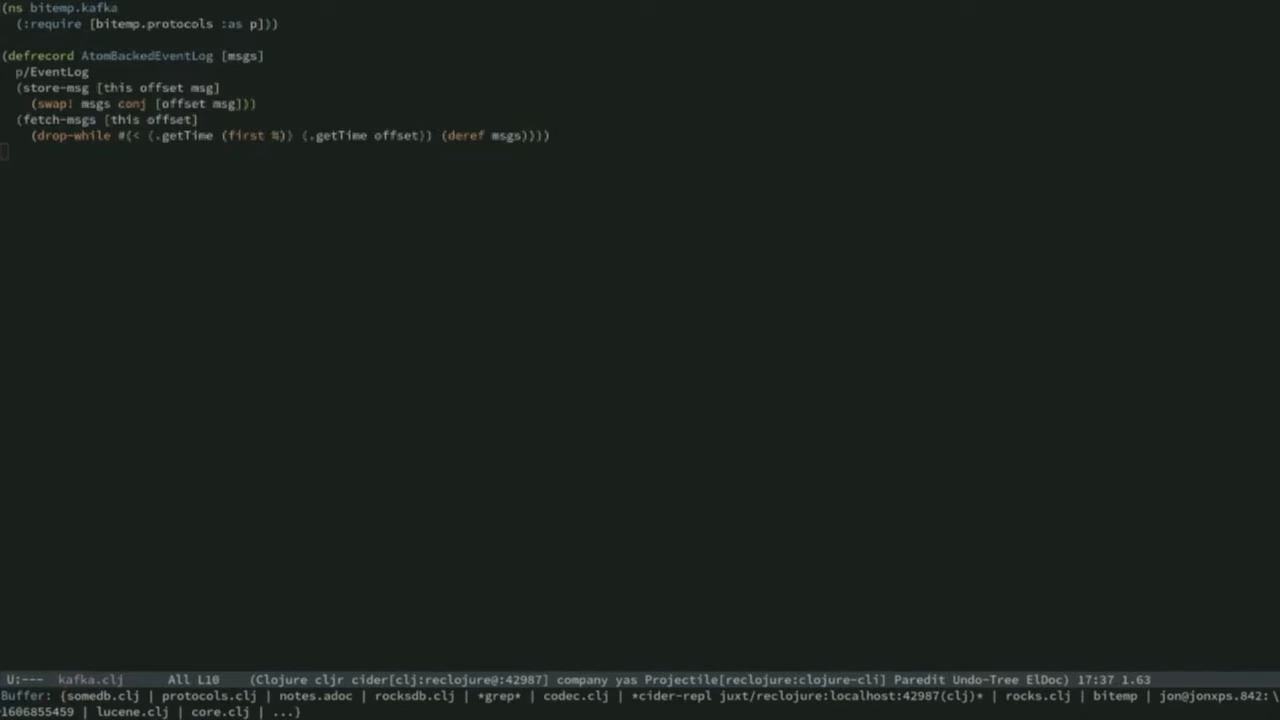 (ns bitemp.kafka
  (:require [bitemp.protocols :as p]))
(defrecord AtomBackedEventLog [msgs]
  p/EventLog
  (store-msg [this offset msg]
    (swap! msgs conj [offset msg]))
  (fetch-msgs [this offset]
    (drop-while #(< (.getTime (first %)) (.getTime offset)) (deref msgs))))
U:---  kafka.clj      All L10    (Clojure cljr cider[clj:reclojure@:42987] company yas Projectile[reclojure:clojure-cli] Paredit Undo-Tree ElDoc) 17:37 1.63
Buffer: {somedb.clj | protocols.clj | notes.adoc | rocksdb.clj | *grep* | codec.clj | *cider-repl juxt/reclojure:localhost:42987(clj)* | rocks.clj | bitemp | jon@jonxps.842:\
1606855459 | lucene.clj | core.clj | ...}